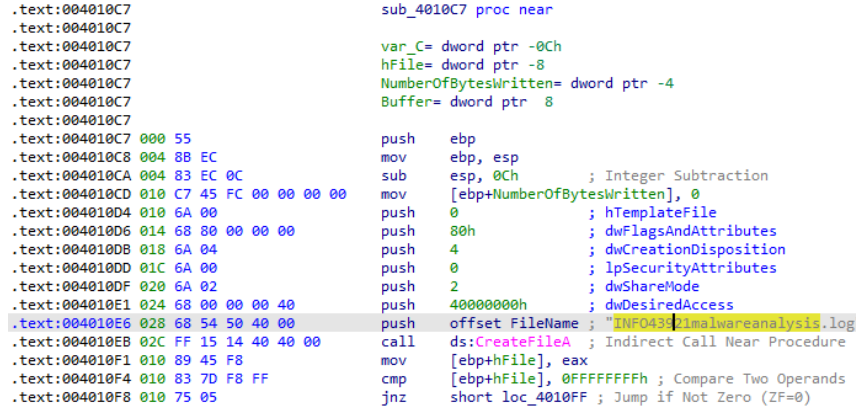 .text:004010C7 sub_4010C7 proc near
.text:004010C7
.text:004010C7 var_C= dword ptr -0Ch
.text:004010C7 hFile= dword ptr -8
.text:004010C7 NumberOfBytesWritten= dword ptr -4
.text:004010C7 Buffer= dword ptr  8
.text:004010C7
.text:004010C7 000 55 push ebp
.text:004010C8 004 8B EC mov ebp, esp
.text:004010CA 004 83 EC 0C sub esp, 0Ch ; Integer Subtraction
.text:004010CD 010 C7 45 FC 00 00 00 00 mov [ebp+NumberOfBytesWritten], 0
.text:004010D4 010 6A 00 push 0 ; hTemplateFile
.text:004010D6 014 68 80 00 00 00 push 80h ; dwFlagsAndAttributes
.text:004010DB 018 6A 04 push 4 ; dwCreationDisposition
.text:004010DD 01C 6A 00 push 0 ; lpSecurityAttributes
.text:004010DF 020 6A 02 push 2 ; dwShareMode
.text:004010E1 024 68 00 00 00 40 push 40000000h ; dwDesiredAccess
.text:004010E6 028 68 54 50 40 00 push offset FileName ; "INFO43921malwareanalysis.log
.text:004010EB 02C FF 15 14 40 40 00 call ds:CreateFileA ; Indirect Call Near Procedure
.text:004010F1 010 89 45 F8 mov [ebp+hFile], eax
.text:004010F4 010 83 7D F8 FF cmp [ebp+hFile], 0FFFFFFFFh ; Compare Two Operands
.text:004010F8 010 75 05 jnz short loc_4010FF ; Jump if Not Zero (ZF=0)